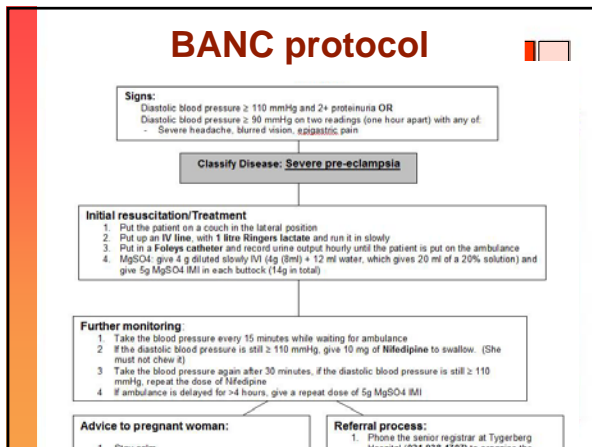 BANC protocol
Signs:
Diastolic blood pressure ≥ 110 mmHg and 2+ proteinuria OR
Diastolic blood pressure ≥ 90 mmHg on two readings (one hour apart) with any of:
- Severe headache, blurred vision, epigastric pain
Classify Disease: Severe pre-eclampsia
Initial resuscitation/Treatment
1. Put the patient on a couch in the lateral position
2. Put up an IV line, with 1 litre Ringers lactate and run it in slowly
3. Put in a Foleys catheter and record urine output hourly until the patient is put on the ambulance
4. MgSO4: give 4 g diluted slowly IVI (4g (8ml) + 12 ml water, which gives 20 ml of a 20% solution) and
give 5g MgSO4 IMI in each buttock (14g in total)
Further monitoring:
1. Take the blood pressure every 15 minutes while waiting for ambulance
2 If the diastolic blood pressure is still ≥ 110 mmHg, give 10 mg of Nifedipine to swallow. (She
must not chew it)
3 Take the blood pressure again after 30 minutes, if the diastolic blood pressure is still ≥ 110
mmHg, repeat the dose of Nifedipine
4 If ambulance is delayed for >4 hours, give a repeat dose of 5g MgSO4 IMI
Advice to pregnant woman:
1. Stay calm
Referral process:
1. Phone the senior registrar at Tygerberg